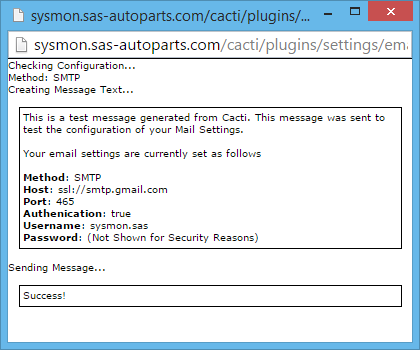 sysmon.sas-autoparts.com/cacti/plugins/...
sysmon.sas-autoparts.com/cacti/plugins/settings/ema
Checking Configuration...
Method: SMTP
Creating Message Text...
This is a test message generated from Cacti. This message was sent to
test the configuration of your Mail Settings.
Your email settings are currently set as follows
Method: SMTP
Host: ssl://smtp.gmail.com
Port: 465
Authenication: true
Username: sysmon.sas
Password: (Not Shown for Security Reasons)
Sending Message...
Success!